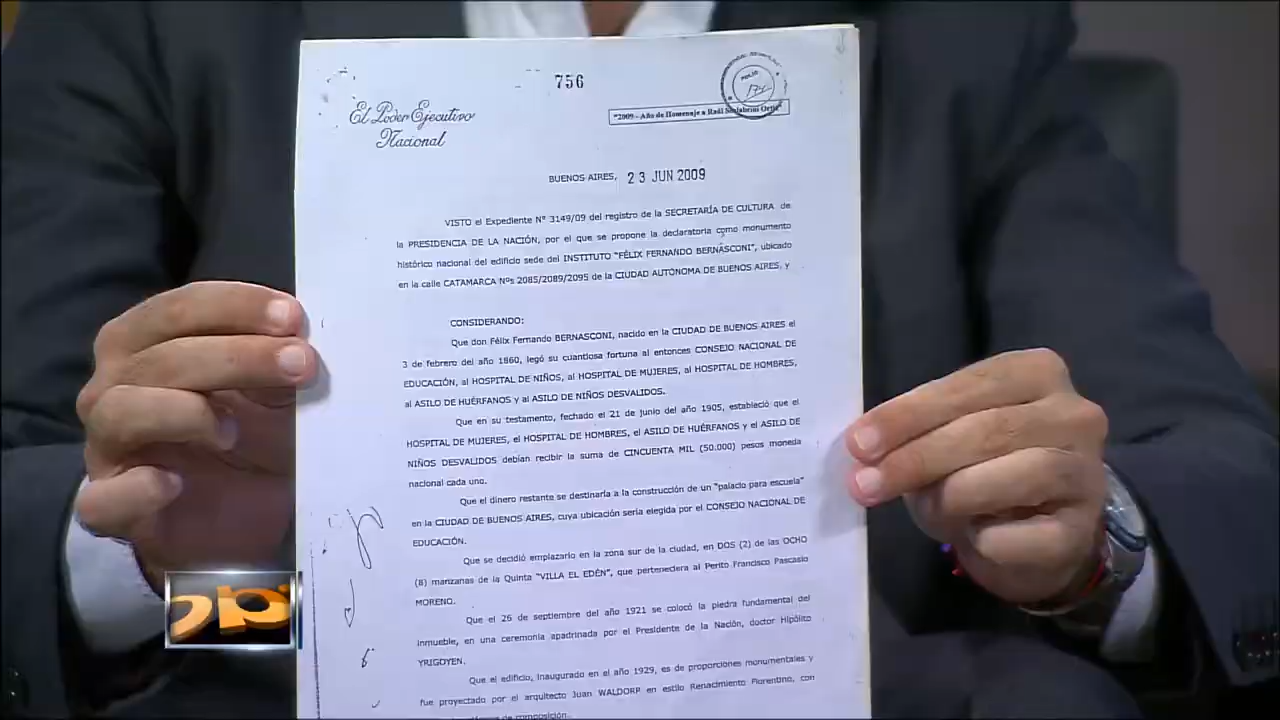 756
FOLIO
174
El Poder Ejecutivo
Nacional
"2009 - Año de Homenaje a Raúl Scalabrini Ortiz"
BUENOS AIRES, 23 JUN 2009
VISTO el Expediente Nº 3149/09 del registro de la SECRETARÍA DE CULTURA de
la PRESIDENCIA DE LA NACIÓN, por el que se propone la declaratoria como monumento
histórico nacional del edificio sede del INSTITUTO "FÉLIX FERNANDO BERNASCONI", ubicado
en la calle CATAMARCA Nºs 2085/2089/2095 de la CIUDAD AUTÓNOMA DE BUENOS AIRES, y
CONSIDERANDO:
Que don Félix Fernando BERNASCONI, nacido en la CIUDAD DE BUENOS AIRES el
3 de febrero del año 1860, legó su cuantiosa fortuna al entonces CONSEJO NACIONAL DE
EDUCACIÓN, al HOSPITAL DE NIÑOS, al HOSPITAL DE MUJERES, al HOSPITAL DE HOMBRES,
al ASILO DE HUÉRFANOS y al ASILO DE NIÑOS DESVALIDOS.
Que en su testamento, fechado el 21 de junio del año 1905, estableció que el
HOSPITAL DE MUJERES, el HOSPITAL DE HOMBRES, el ASILO DE HUÉRFANOS y el ASILO DE
NIÑOS DESVALIDOS debían recibir la suma de CINCUENTA MIL (50.000) pesos moneda
nacional cada uno.
Que el dinero restante se destinaría a la construcción de un "palacio para escuela"
en la CIUDAD DE BUENOS AIRES, cuya ubicación sería elegida por el CONSEJO NACIONAL DE
EDUCACIÓN.
Que se decidió emplazarlo en la zona sur de la ciudad, en DOS (2) de las OCHO
(8) manzanas de la Quinta "VILLA EL EDÉN", que perteneciera al Perito Francisco Pascasio
MORENO.
Que el 26 de septiembre del año 1921 se colocó la piedra fundamental del
inmueble, en una ceremonia apadrinada por el Presidente de la Nación, doctor Hipólito
YRIGOYEN.
Que el edificio, inaugurado en el año 1929, es de proporciones monumentales y
fue proyectado por el arquitecto Juan WALDORP en estilo Renacimiento Florentino, con
de composición.